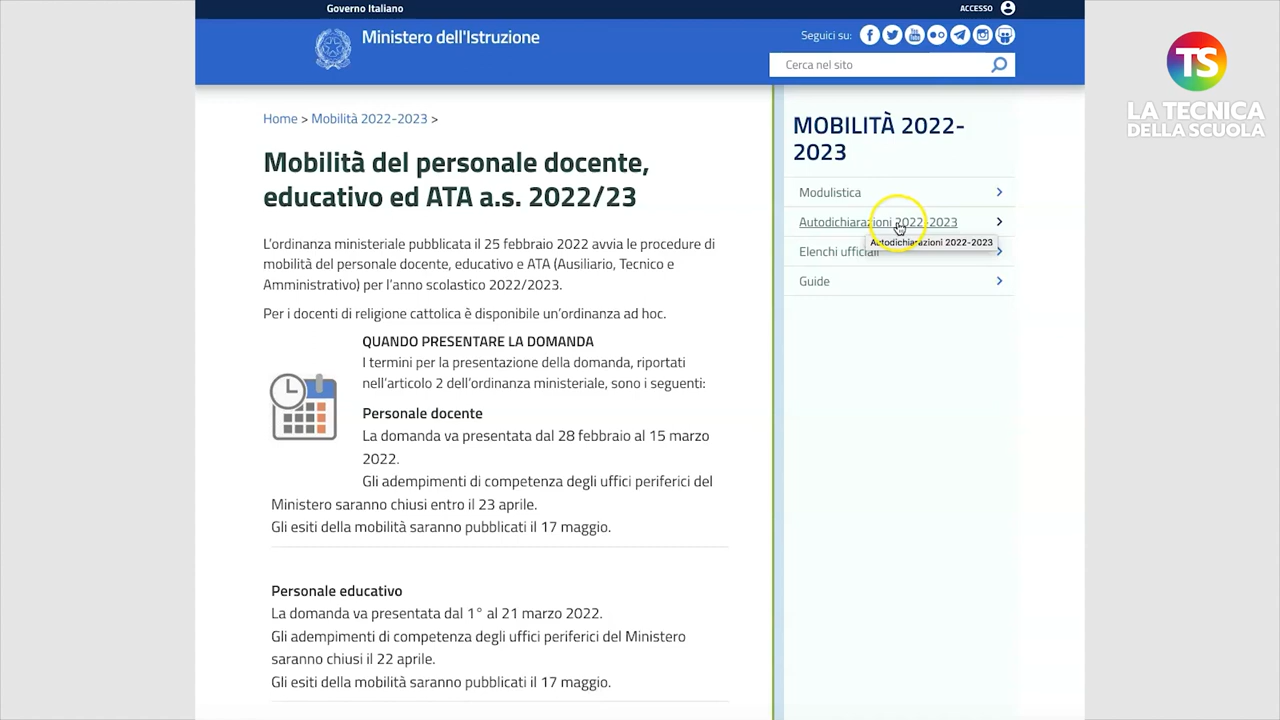 Governo Italiano
ACCESSO
Ministero dell'Istruzione
Seguici su:
Cerca nel sito
TS
LA TECNICA
DELLA SCUOLA
Home > Mobilità 2022-2023 >
Mobilità del personale docente,
educativo ed ATA a.s. 2022/23
L'ordinanza ministeriale pubblicata il 25 febbraio 2022 avvia le procedure di
mobilità del personale docente, educativo e ATA (Ausiliario, Tecnico e
Amministrativo) per l'anno scolastico 2022/2023.
Per i docenti di religione cattolica è disponibile un'ordinanza ad hoc.
QUANDO PRESENTARE LA DOMANDA
I termini per la presentazione della domanda, riportati
nell'articolo 2 dell'ordinanza ministeriale, sono i seguenti:
Personale docente
La domanda va presentata dal 28 febbraio al 15 marzo
2022.
Gli adempimenti di competenza degli uffici periferici del
Ministero saranno chiusi entro il 23 aprile.
Gli esiti della mobilità saranno pubblicati il 17 maggio.
Personale educativo
La domanda va presentata dal 1° al 21 marzo 2022.
Gli adempimenti di competenza degli uffici periferici del Ministero
saranno chiusi il 22 aprile.
Gli esiti della mobilità saranno pubblicati il 17 maggio.
MOBILITÀ 2022-
2023
Modulistica
Autodichiarazioni 2022-2023
Autodichiarazioni 2022-2023
Elenchi ufficiali
Guide